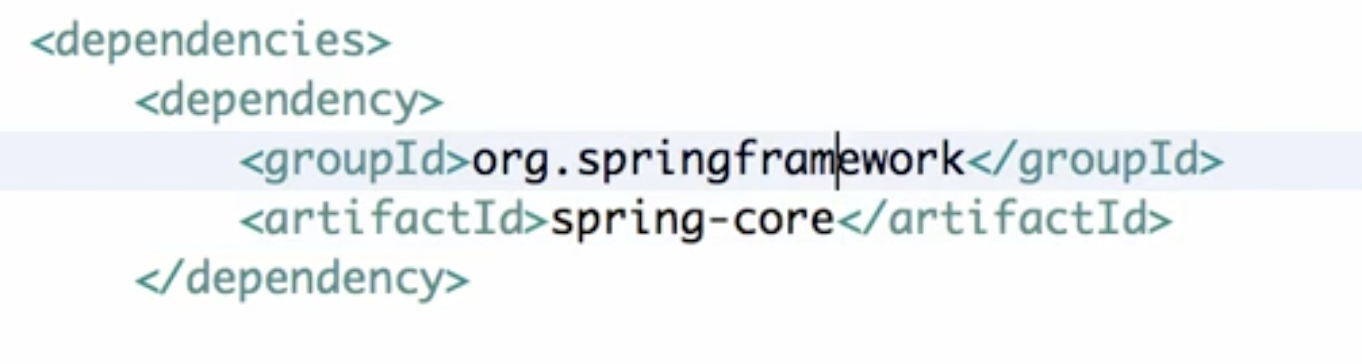 <dependencies>
<dependency>
<groupId>org.springframework</groupId>
<artifactId>spring-core</artifactId>
</dependency>